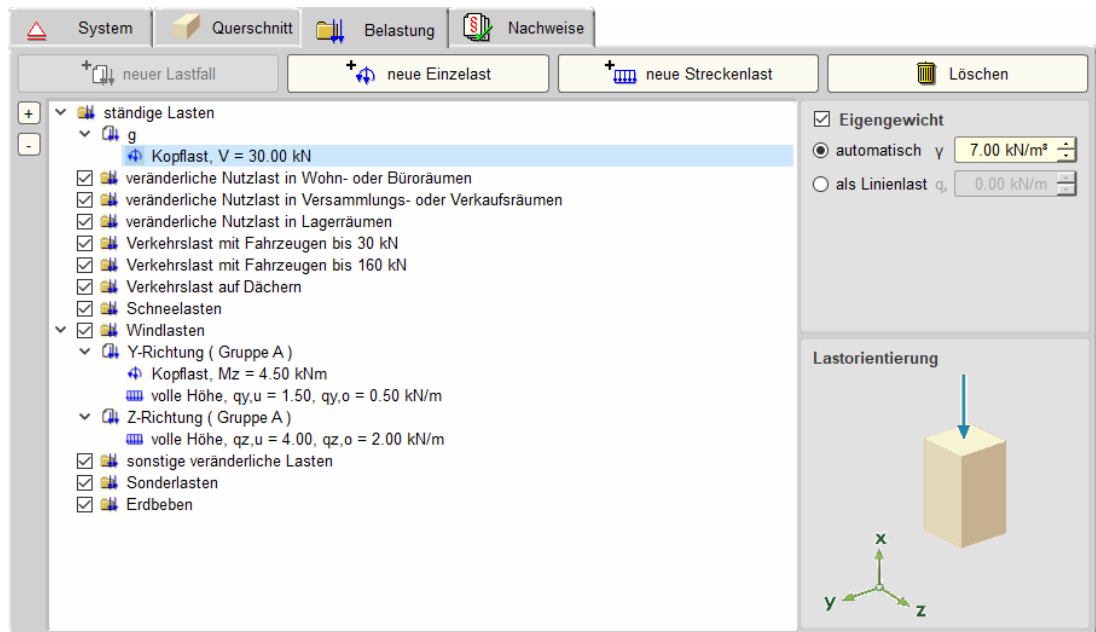 System
Querschnitt
Belastung
Nachweise
neuer Lastfall
neue Einzelast
neue Streckenlast
Löschen
+
-
ständige Lasten
g
Kopflast, V = 30.00 kN
veränderliche Nutzlast in Wohn- oder Büroräumen
veränderliche Nutzlast in Versammlungs- oder Verkaufsräumen
veränderliche Nutzlast in Lagerräumen
Verkehrslast mit Fahrzeugen bis 30 kN
Verkehrslast mit Fahrzeugen bis 160 kN
Verkehrslast auf Dächern
Schneelasten
Windlasten
Y-Richtung ( Gruppe A )
Kopflast, Mz = 4.50 kNm
volle Höhe, qy,u = 1.50, qy,o = 0.50 kN/m
Z-Richtung ( Gruppe A )
volle Höhe, qz,u = 4.00, qz,o = 2.00 kN/m
sonstige veränderliche Lasten
Sonderlasten
Erdbeben
Eigengewicht
automatisch γ 7.00 kN/m³
als Linienlast q, 0.00 kN/m
Lastorientierung
x
y
z